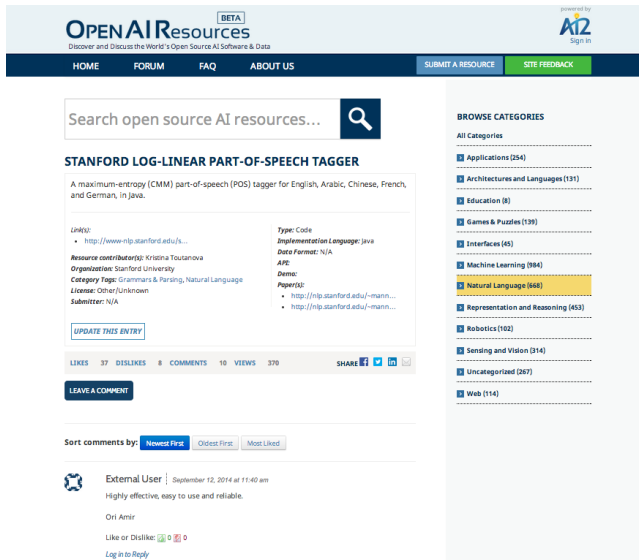 BETA
OPEN AI RESOURCES
Discover and Discuss the World's Open Source AI Software & Data
powered by
Ai2
Sign in
HOME FORUM FAQ ABOUT US
SUBMIT A RESOURCE SITE FEEDBACK
Search open source AI resources...
STANFORD LOG-LINEAR PART-OF-SPEECH TAGGER
A maximum-entropy (CMM) part-of-speech (POS) tagger for English, Arabic, Chinese, French,
and German, in Java.
Link(s):
http://www-nlp.stanford.edu/s...
Resource contributor(s): Kristina Toutanova
Organization: Stanford University
Category Tags: Grammars & Parsing, Natural Language
License: Other/Unknown
Submitter: N/A
Type: Code
Implementation Language: Java
Data Format: N/A
API:
Demo:
Paper(s):
http://nlp.stanford.edu/~mann...
http://nlp.stanford.edu/~mann...
UPDATE THIS ENTRY
LIKES 37 DISLIKES 8 COMMENTS 10 VIEWS 370 SHARE
LEAVE A COMMENT
Sort comments by: Newest First Oldest First Most Liked
External User September 12, 2014 at 11:40 am
Highly effective, easy to use and reliable.
Ori Amir
Like or Dislike: 0 0
Log in to Reply
BROWSE CATEGORIES
All Categories
Applications (254)
Architectures and Languages (131)
Education (8)
Games & Puzzles (139)
Interfaces (45)
Machine Learning (984)
Natural Language (668)
Representation and Reasoning (453)
Robotics (102)
Sensing and Vision (314)
Uncategorized (267)
Web (114)